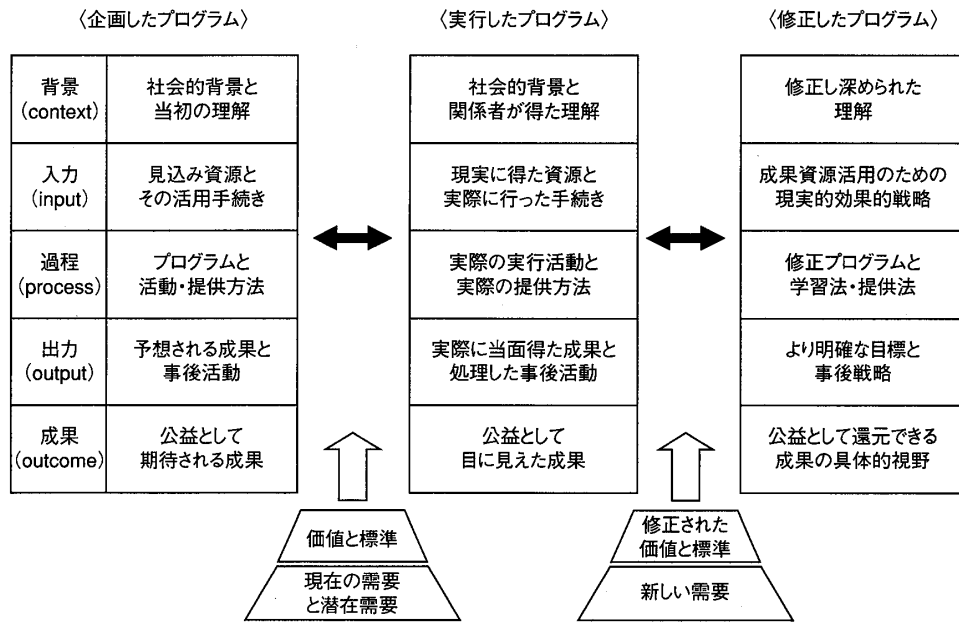 〈企画したプログラム〉
〈実行したプログラム〉
〈修正したプログラム〉
背景
(context)
社会的背景と
当初の理解
社会的背景と
関係者が得た理解
修正し深められた
理解
入力
(input)
見込み資源と
その活用手続き
現実に得た資源と
実際に行った手続き
成果資源活用のための
現実的効果的戦略
過程
(process)
プログラムと
活動・提供方法
実際の実行活動と
実際の提供方法
修正プログラムと
学習法・提供法
出力
(output)
予想される成果と
事後活動
実際に当面得た成果と
処理した事後活動
より明確な目標と
事後戦略
成果
(outcome)
公益として
期待される成果
公益として
目に見えた成果
公益として還元できる
成果の具体的視野
価値と標準
現在の需要
と潜在需要
修正された
価値と標準
新しい需要